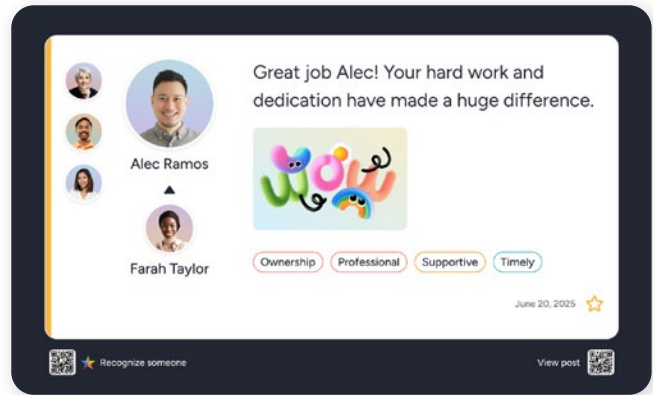 Great job Alec! Your hard work and
dedication have made a huge difference.
Alec Ramos
Farah Taylor
WOW
Ownership
Professional
Supportive
Timely
June 20, 2025
Recognize someone
View post